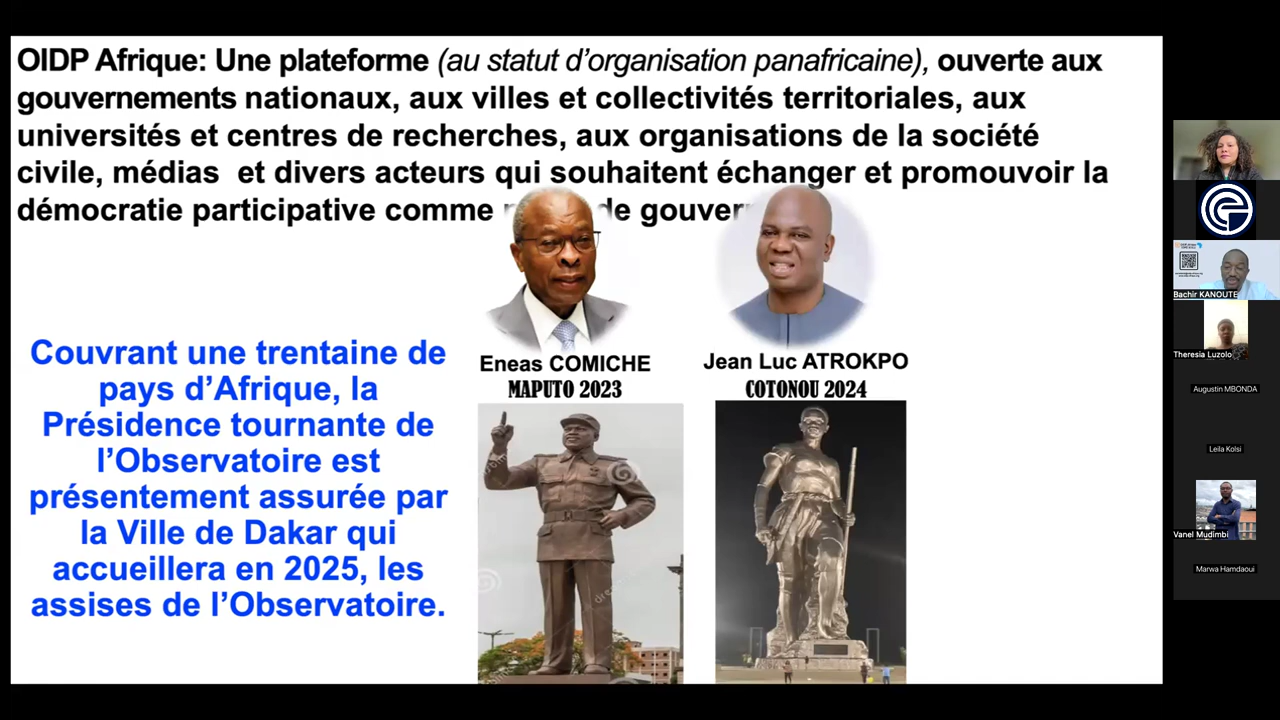 OIDP Afrique: Une plateforme (au statut d'organisation panafricaine), ouverte aux
gouvernements nationaux, aux villes et collectivités territoriales, aux
universités et centres de recherches, aux organisations de la société
civile, médias et divers acteurs qui souhaitent échanger et promouvoir la
démocratie participative comme de
Couvrant une trentaine de
pays d'Afrique, la
Présidence tournante de
l'Observatoire est
présentement assurée par
la Ville de Dakar qui
accueillera en 2025, les
assises de l'Observatoire.
Eneas COMICHE
MAPUTO 2023
Jean Luc ATROKPO
COTONOU 2024
Bachir KANOUTE
Theresia Luzolo
Augustin MBONDA
Leila Kolsi
Vanel Mudimbi
Marwa Hamdaoui